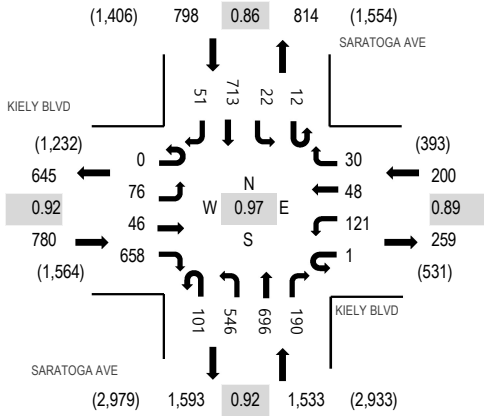 (1,406) 798 0.86 814 (1,554)
SARATOGA AVE
51 713 22 12
KIELY BLVD
(1,232) (393)
0 30
645 200
76 48
N
0.92 W 0.97 E 0.89
46 121
S
780 259
658 1
(1,564) (531)
101 546 696 190
KIELY BLVD
SARATOGA AVE
(2,979) 1,593 0.92 1,533 (2,933)